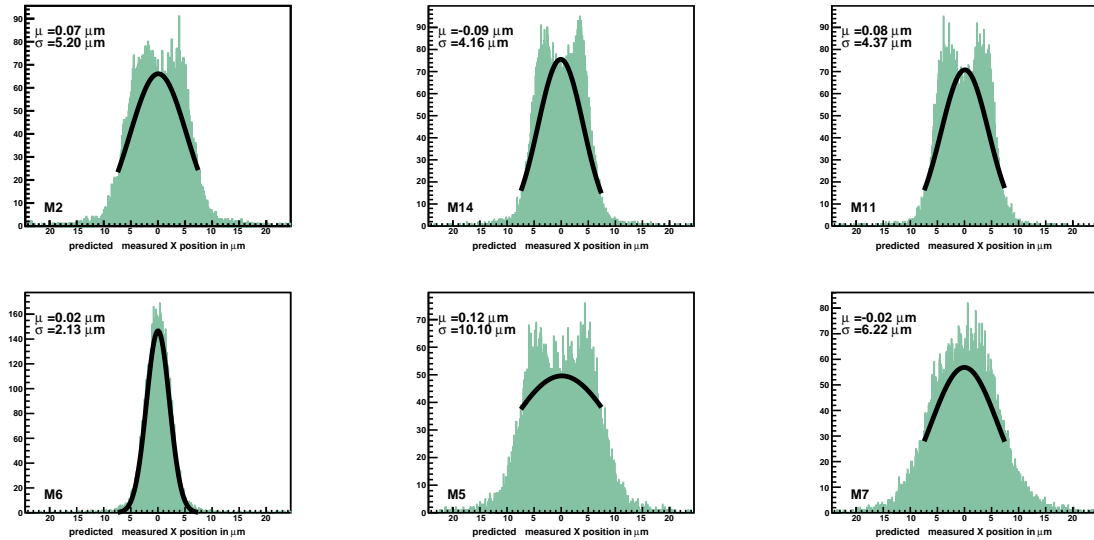 90
80
70
60
50
40
30
20
10
0
μ =0.07 μm
σ =5.20 μm
M2
20 15 10 5 0 5 10 15 20
predicted measured X position in μm
90
80
70
60
50
40
30
20
10
0
μ =-0.09 μm
σ =4.16 μm
M14
20 15 10 5 0 5 10 15 20
predicted measured X position in μm
90
80
70
60
50
40
30
20
10
0
μ =0.08 μm
σ =4.37 μm
M11
20 15 10 5 0 5 10 15 20
predicted measured X position in μm
160
140
120
100
80
60
40
20
0
μ =0.02 μm
σ =2.13 μm
M6
20 15 10 5 0 5 10 15 20
predicted measured X position in μm
70
60
50
40
30
20
10
0
μ =0.12 μm
σ =10.10 μm
M5
20 15 10 5 0 5 10 15 20
predicted measured X position in μm
80
70
60
50
40
30
20
10
0
μ =-0.02 μm
σ =6.22 μm
M7
20 15 10 5 0 5 10 15 20
predicted measured X position in μm